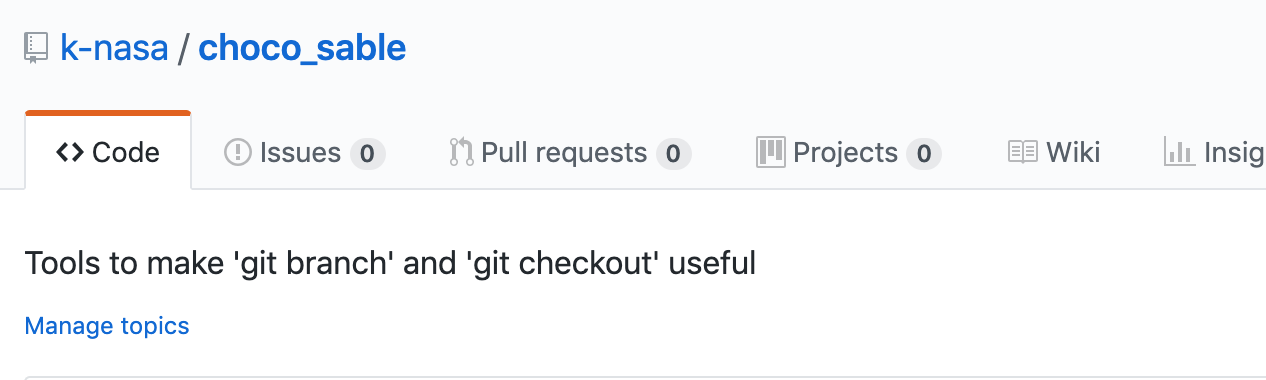 k-nasa / choco_sable
Code Issues 0 Pull requests 0 Projects 0 Wiki Insig
Tools to make 'git branch' and 'git checkout' useful
Manage topics